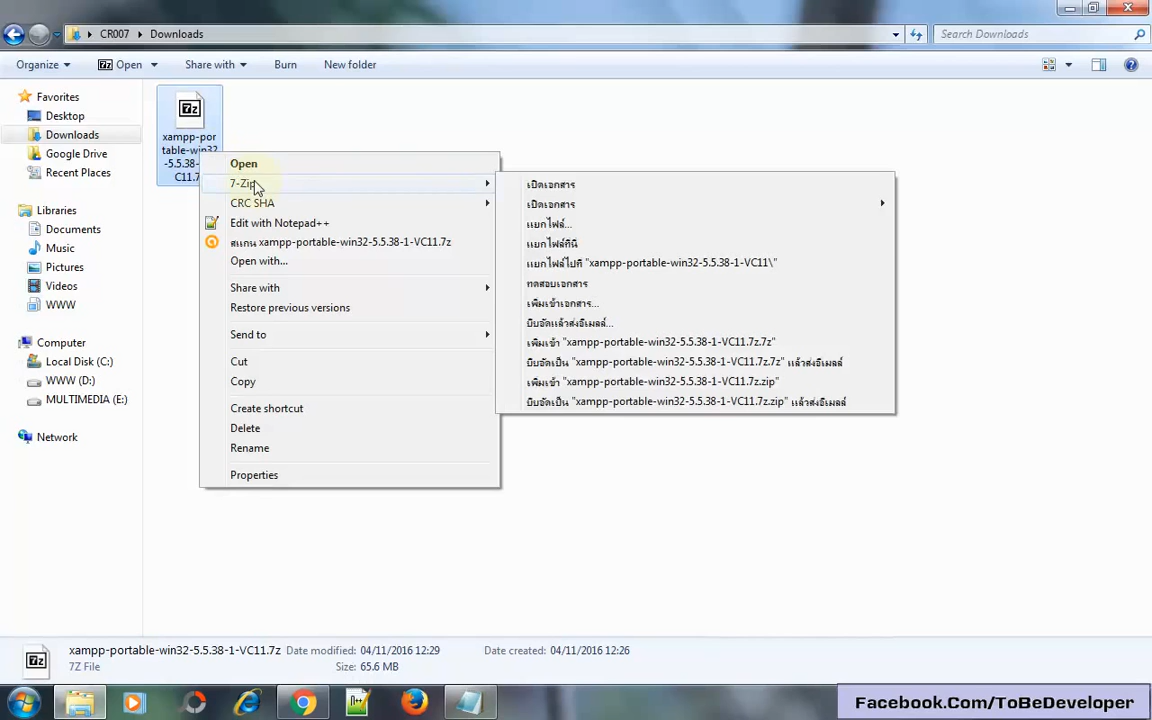 CR007 Downloads
Search Downloads
Organize Open Share with Burn New folder
Favorites
Desktop
Downloads
Google Drive
Recent Places
Libraries
Documents
Music
Pictures
Videos
WWW
Computer
Local Disk (C:)
WWW (D:)
MULTIMEDIA (E:)
Network
7z
xampp-por
table-win32
-5.5.38-
C11.7
Open
7-Zip
CRC SHA
Edit with Notepad++
สแกน xampp-portable-win32-5.5.38-1-VC11.7z
Open with...
Share with
Restore previous versions
Send to
Cut
Copy
Create shortcut
Delete
Rename
Properties
เปิดเอกสาร
เปิดเอกสาร
แยกไฟล์...
แยกไฟล์ที่นี่
แยกไฟล์ไปที่ "xampp-portable-win32-5.5.38-1-VC11\"
ทดสอบเอกสาร
เพิ่มเข้าเอกสาร...
บีบอัดแล้วส่งอีเมลล์...
เพิ่มเข้า "xampp-portable-win32-5.5.38-1-VC11.7z.7z"
บีบอัดเป็น "xampp-portable-win32-5.5.38-1-VC11.7z.7z" แล้วส่งอีเมลล์
เพิ่มเข้า "xampp-portable-win32-5.5.38-1-VC11.7z.zip"
บีบอัดเป็น "xampp-portable-win32-5.5.38-1-VC11.7z.zip" แล้วส่งอีเมลล์
xampp-portable-win32-5.5.38-1-VC11.7z Date modified: 04/11/2016 12:29 Date created: 04/11/2016 12:26
7Z File Size: 65.6 MB
Facebook.Com/ToBeDeveloper